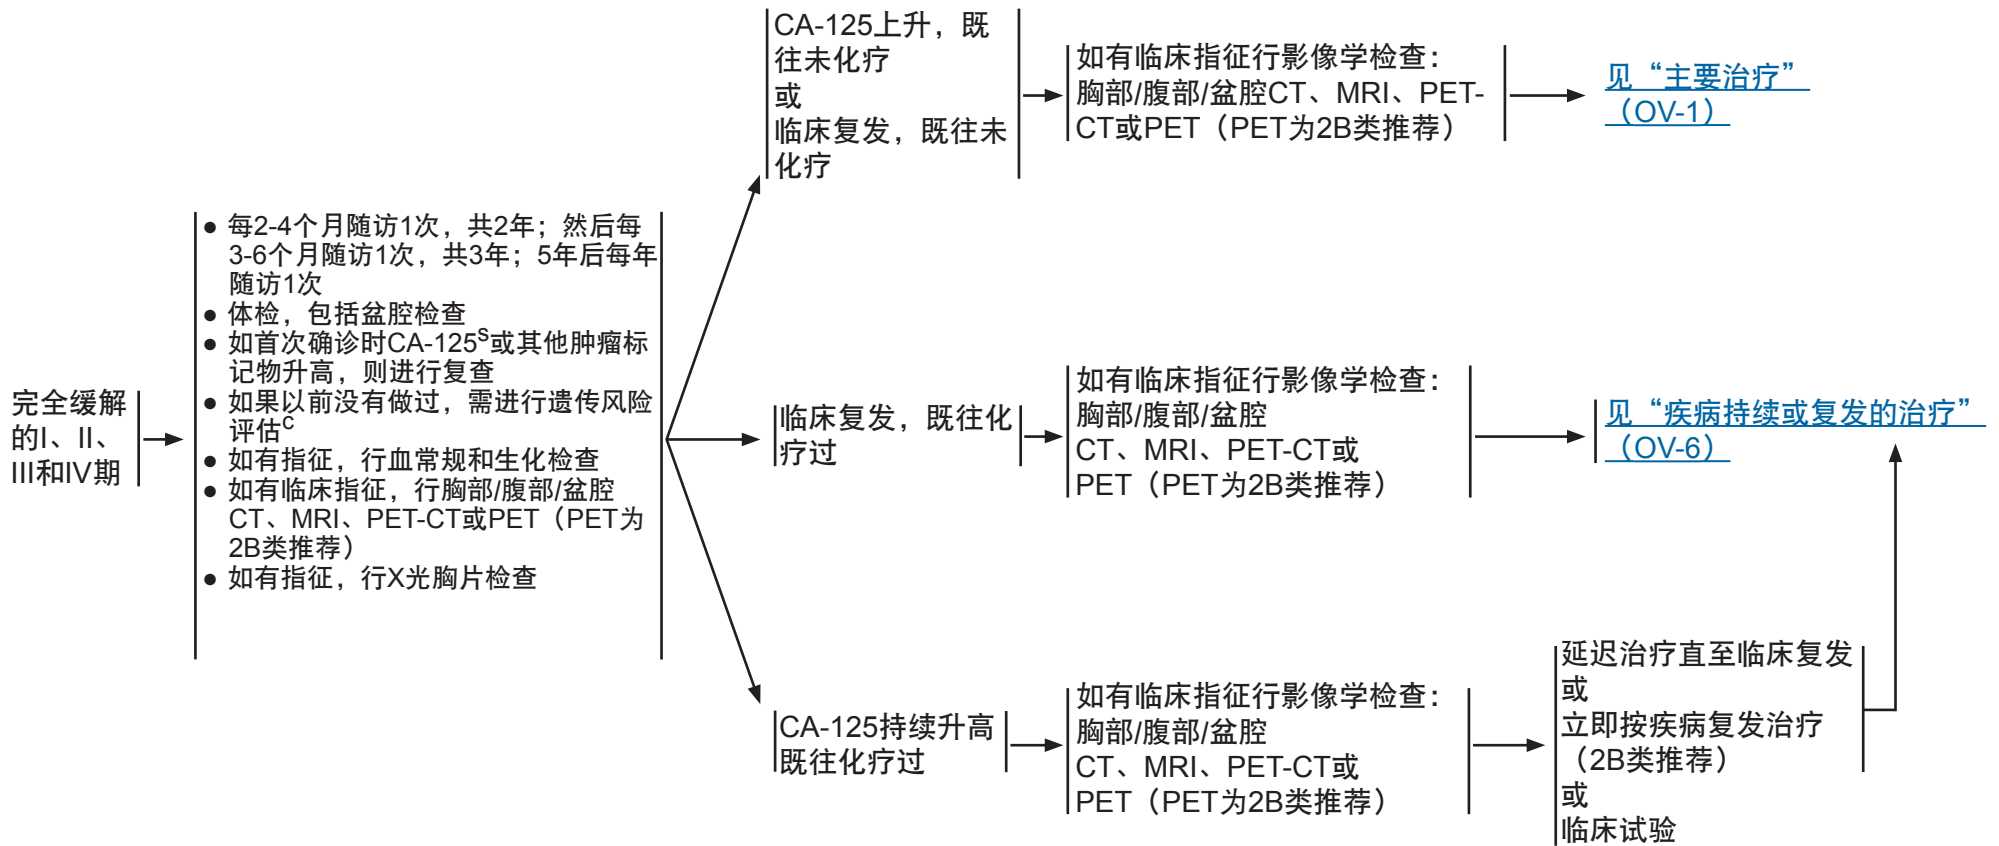 完全缓解
的I、II、
III和IV期
● 每2-4个月随访1次，共2年；然后每
3-6个月随访1次，共3年；5年后每年
随访1次
● 体检，包括盆腔检查
● 如首次确诊时CA-125s或其他肿瘤标
记物升高，则进行复查
● 如果以前没有做过，需进行遗传风险
评估c
● 如有指征，行血常规和生化检查
● 如有临床指征，行胸部/腹部/盆腔
CT、MRI、PET-CT或PET（PET为
2B类推荐）
● 如有指征，行X光胸片检查
CA-125上升，既
往未化疗
或
临床复发，既往未
化疗
如有临床指征行影像学检查：
胸部/腹部/盆腔CT、MRI、PET-
CT或PET（PET为2B类推荐）
见“主要治疗”
（OV-1）
临床复发，既往化
疗过
如有临床指征行影像学检查：
胸部/腹部/盆腔
CT、MRI、PET-CT或
PET（PET为2B类推荐）
见“疾病持续或复发的治疗”
（OV-6）
CA-125持续升高
既往化疗过
如有临床指征行影像学检查：
胸部/腹部/盆腔
CT、MRI、PET-CT或
PET（PET为2B类推荐）
延迟治疗直至临床复发
或
立即按疾病复发治疗
（2B类推荐）
或
临床试验